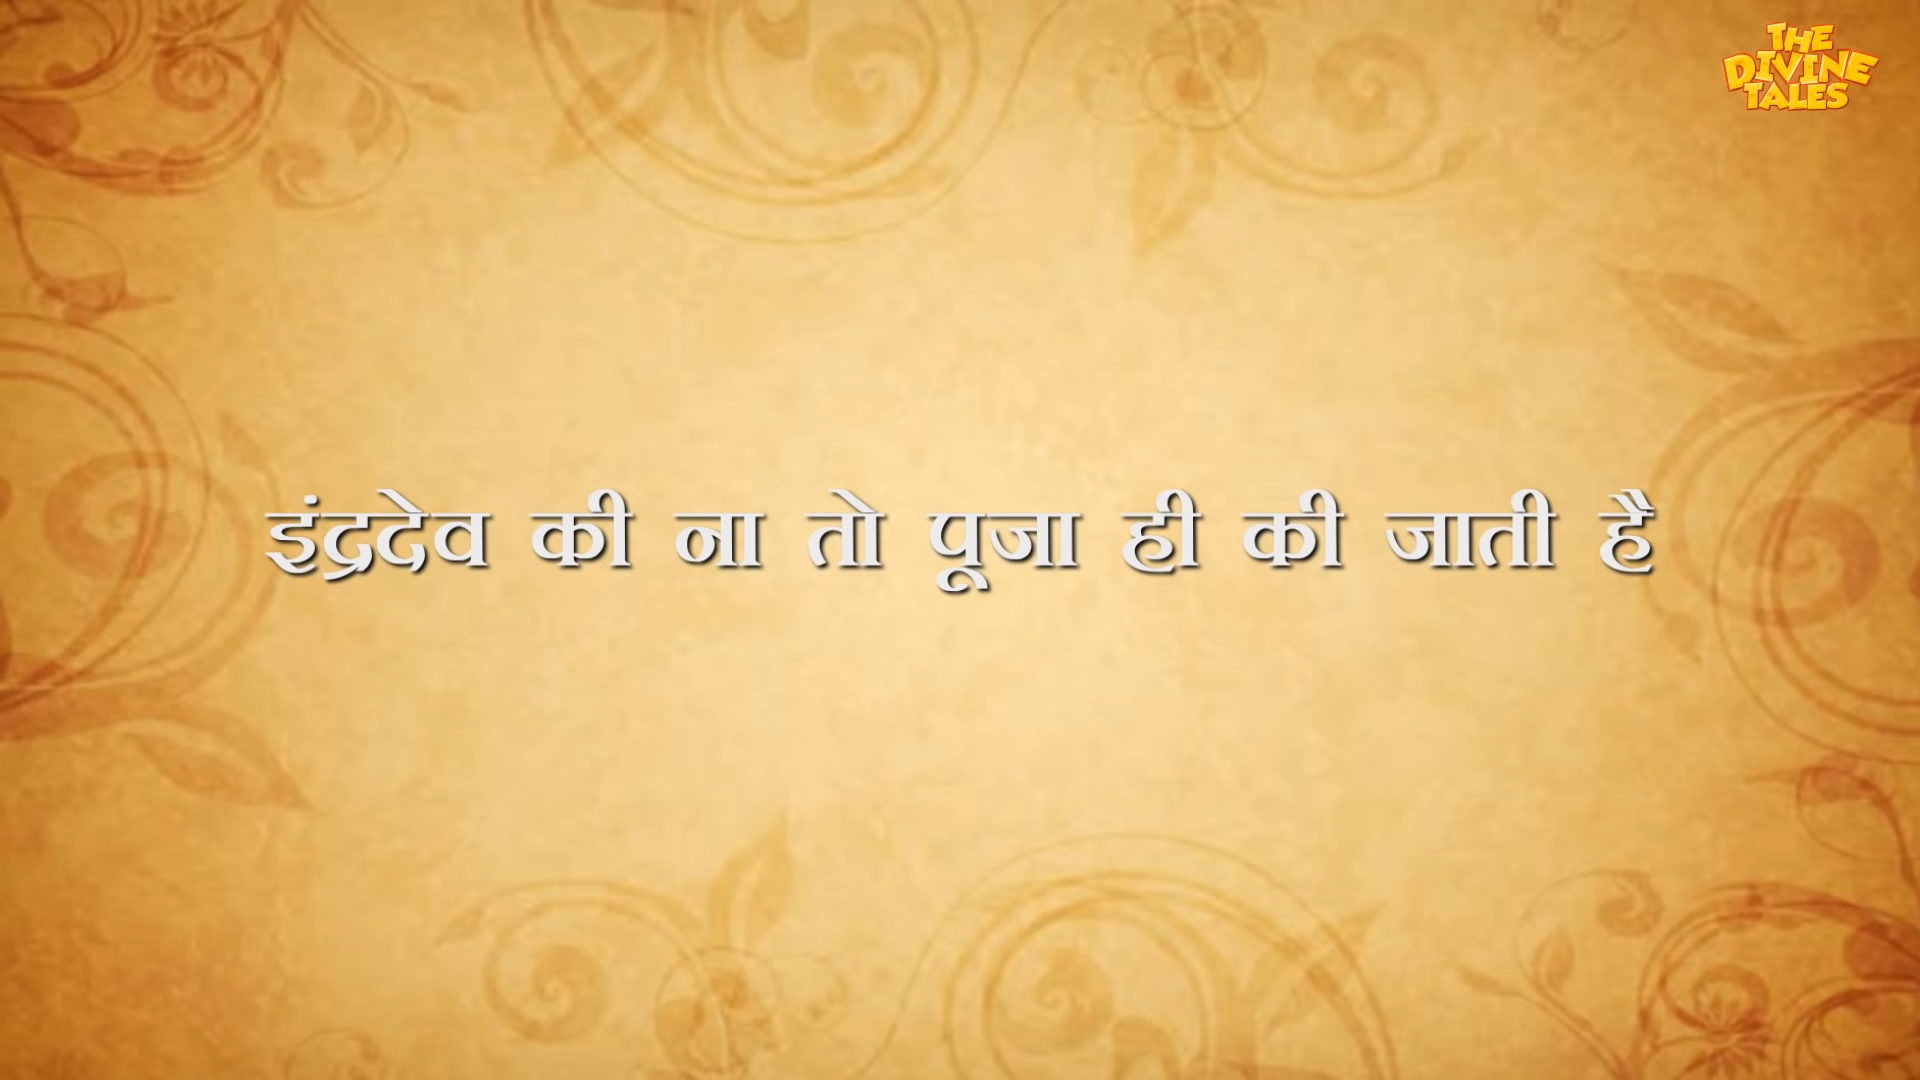 THE
DIVINE
TALES
इंद्रदेव की ना तो पूजा ही की जाती है